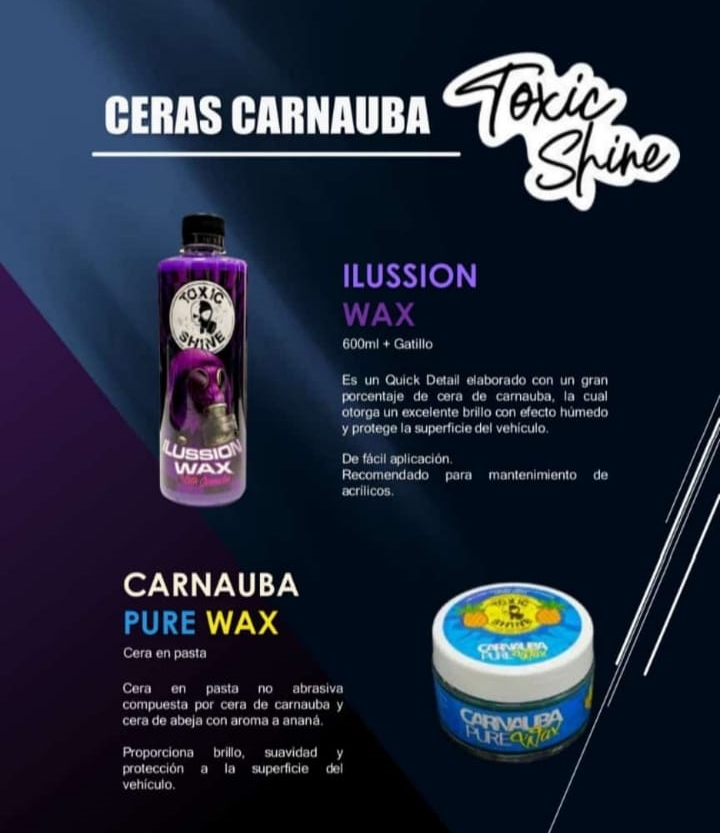 CERAS CARNAUBA
Toxic
Shine
TOXIC
SHINE
ILUSSION
WAX
ILUSSION
WAX
600ml + Gatillo
Es un Quick Detail elaborado con un gran
porcentaje de cera de carnauba, la cual
otorga un excelente brillo con efecto húmedo
y protege la superficie del vehículo.
De fácil aplicación.
Recomendado para mantenimiento de
acrílicos.
CARNAUBA
PURE WAX
Cera en pasta
Cera en pasta no abrasiva
compuesta por cera de carnauba y
cera de abeja con aroma a ananá.
Proporciona brillo, suavidad y
protección a la superficie del
vehículo.
TOXIC
SHINE
CARNAUBA
PURE Wax
CARNAUBA
PURE Wax